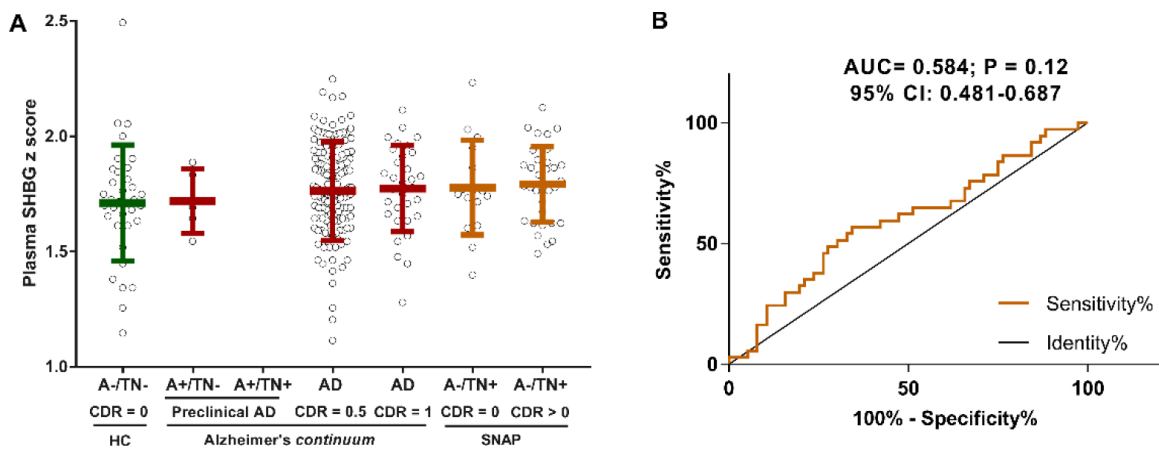 A
Plasma SHBG z score
2.5
2.0
1.5
1.0
A-/TN- A+/TN- A+/TN+ AD AD A-/TN+ A-/TN+
CDR = 0 Preclinical AD CDR = 0.5 CDR = 1 CDR = 0 CDR > 0
HC Alzheimer's continuum SNAP
B
AUC= 0.584; P = 0.12
95% CI: 0.481-0.687
Sensitivity%
100
50
0
Sensitivity%
Identity%
0 50 100
100% - Specificity%